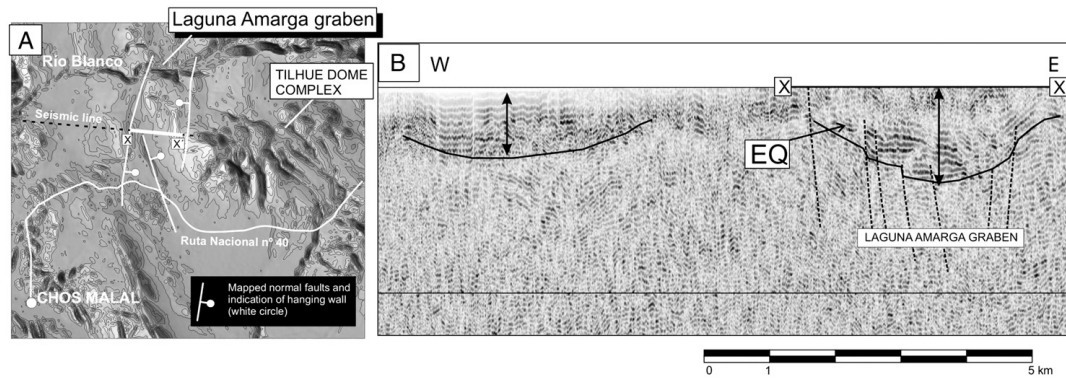 A
Laguna Amarga graben
Rio Blanco
TILHUE DOME
COMPLEX
Seismic line
X
X'
Ruta Nacional nº 40
CHOS MALAL
Mapped normal faults and
indication of hanging wall
(white circle)
B
W
E
X
X
EQ
LAGUNA AMARGA GRABEN
0
1
5 km